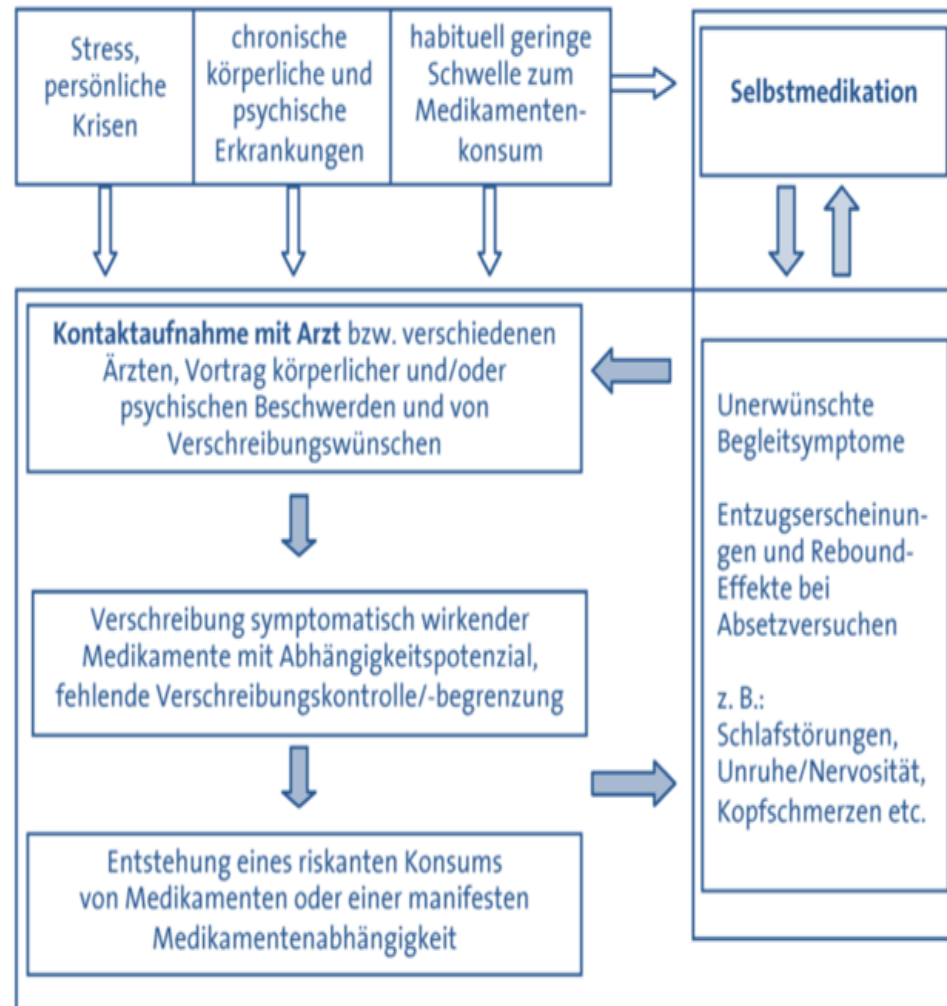 Stress,
persönliche
Krisen
chronische
körperliche und
psychische
Erkrankungen
habituell geringe
Schwelle zum
Medikamenten-
konsum
Selbstmedikation
Kontaktaufnahme mit Arzt bzw. verschiedenen
Ärzten, Vortrag körperlicher und/oder
psychischen Beschwerden und von
Verschreibungswünschen
Verschreibung symptomatisch wirkender
Medikamente mit Abhängigkeitspotenzial,
fehlende Verschreibungskontrolle/-begrenzung
Entstehung eines riskanten Konsums
von Medikamenten oder einer manifesten
Medikamentenabhängigkeit
Unerwünschte
Begleitsymptome
Entzugserscheinun-
gen und Rebound-
Effekte bei
Absetzversuchen
z. B.:
Schlafstörungen,
Unruhe/Nervosität,
Kopfschmerzen etc.